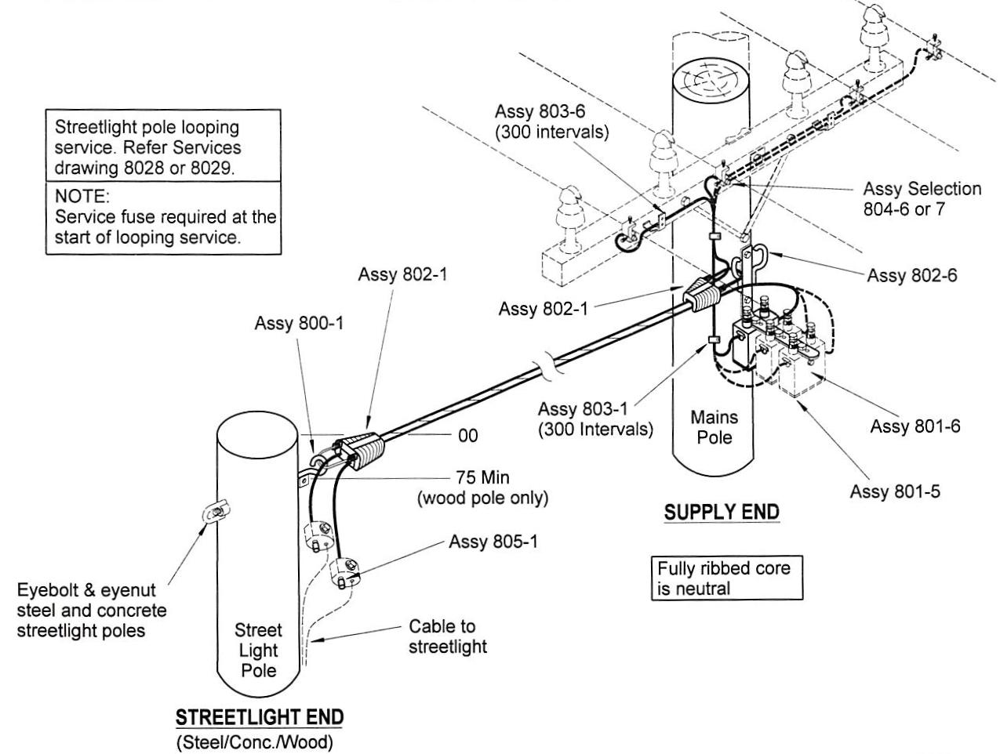 Streetlight pole looping
service. Refer Services
drawing 8028 or 8029.
NOTE:
Service fuse required at the
start of looping service.
Assy 803-6
(300 intervals)
Assy Selection
804-6 or 7
Assy 802-1
Assy 802-6
Assy 802-1
Assy 800-1
Assy 803-1
(300 Intervals)
Mains
Pole
Assy 801-6
00
75 Min
(wood pole only)
Assy 801-5
SUPPLY END
Assy 805-1
Fully ribbed core
is neutral
Eyebolt & eyenut
steel and concrete
streetlight poles
Street
Light
Pole
Cable to
streetlight
STREETLIGHT END
(Steel/Conc./Wood)